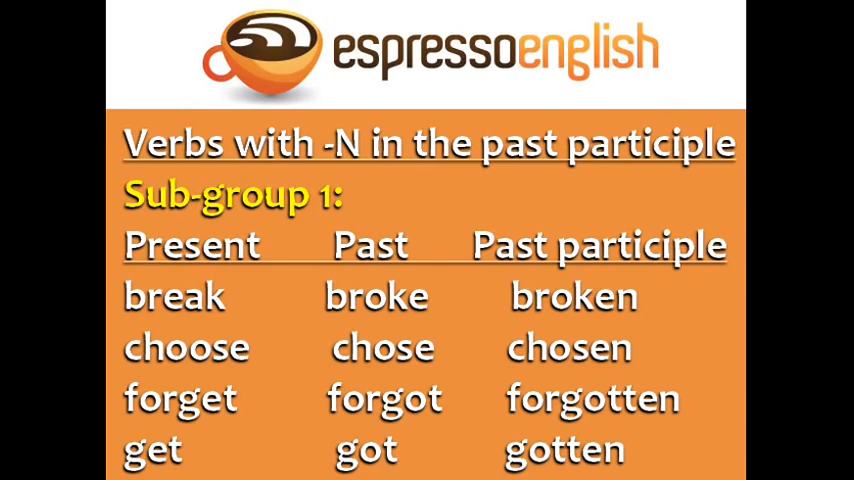 espressoenglish
Verbs with -N in the past participle
Sub-group 1:
Present Past Past participle
break broke broken
choose chose chosen
forget forgot forgotten
get got gotten